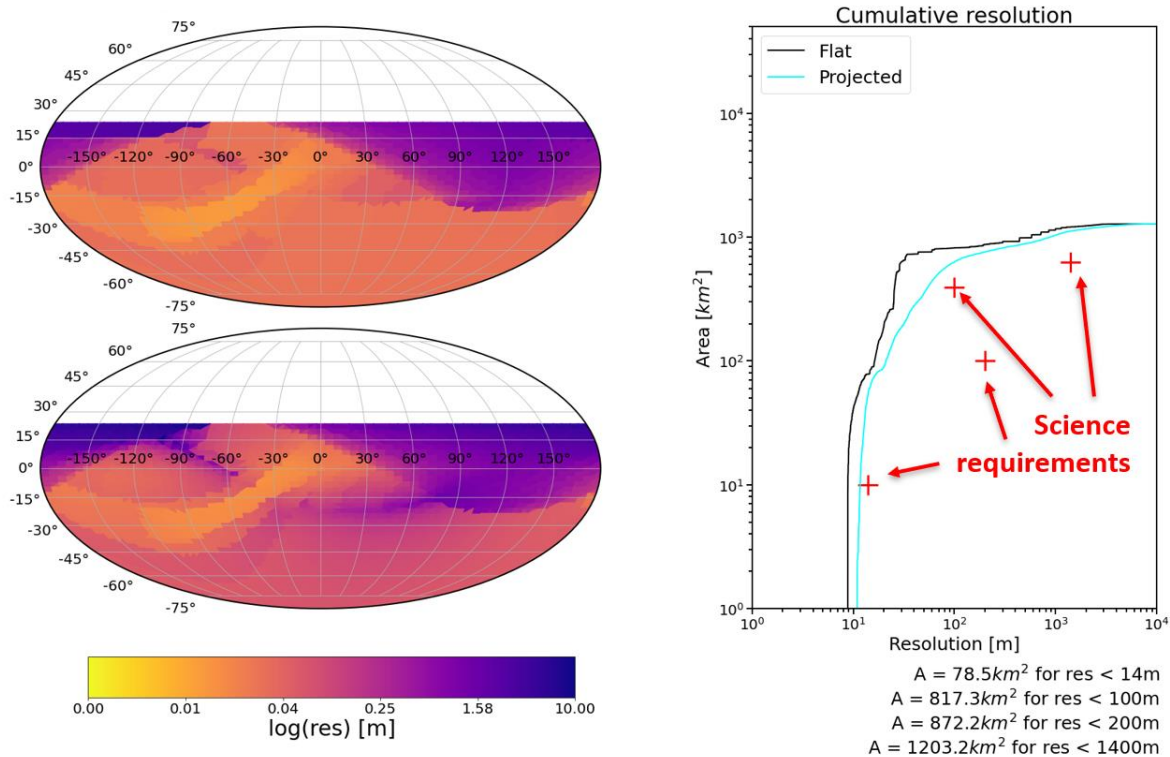 75°
60°
45°
30°
15°
-150° -120° -90° -60° -30° 0° 30° 60° 90° 120° 150°
0°
-15°
-30°
-45°
-60°
-75°
75°
60°
45°
30°
15°
-150° -120° -90° -60° -30° 0° 30° 60° 90° 120° 150°
0°
-15°
-30°
-45°
-60°
-75°
0.00 0.01 0.04 0.25 1.58 10.00
log(res) [m]
Cumulative resolution
Flat
Projected
10⁴
10³
10²
10¹
10⁰
Area [km²]
Science
requirements
10⁰ 10¹ 10² 10³ 10⁴
Resolution [m]
A = 78.5km² for res < 14m
A = 817.3km² for res < 100m
A = 872.2km² for res < 200m
A = 1203.2km² for res < 1400m